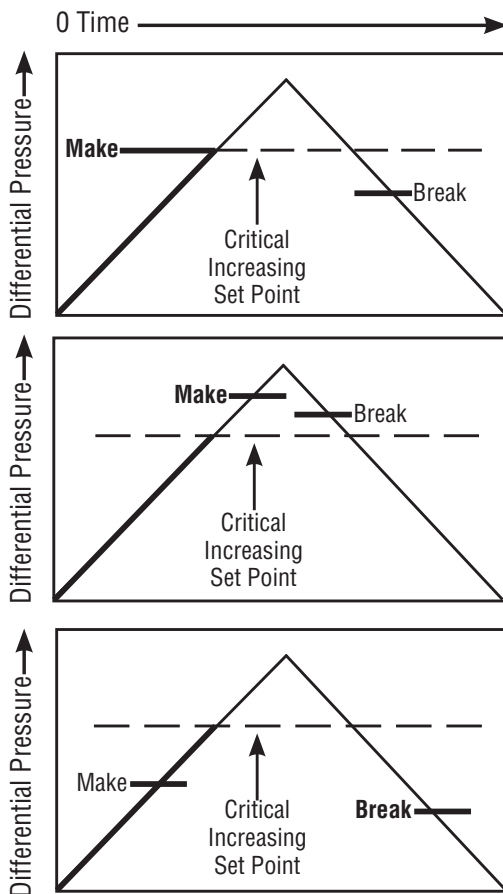 0 Time
Differential Pressure
Make
Break
Critical
Increasing
Set Point
Differential Pressure
Make
Break
Critical
Increasing
Set Point
Differential Pressure
Make
Break
Critical
Increasing
Set Point